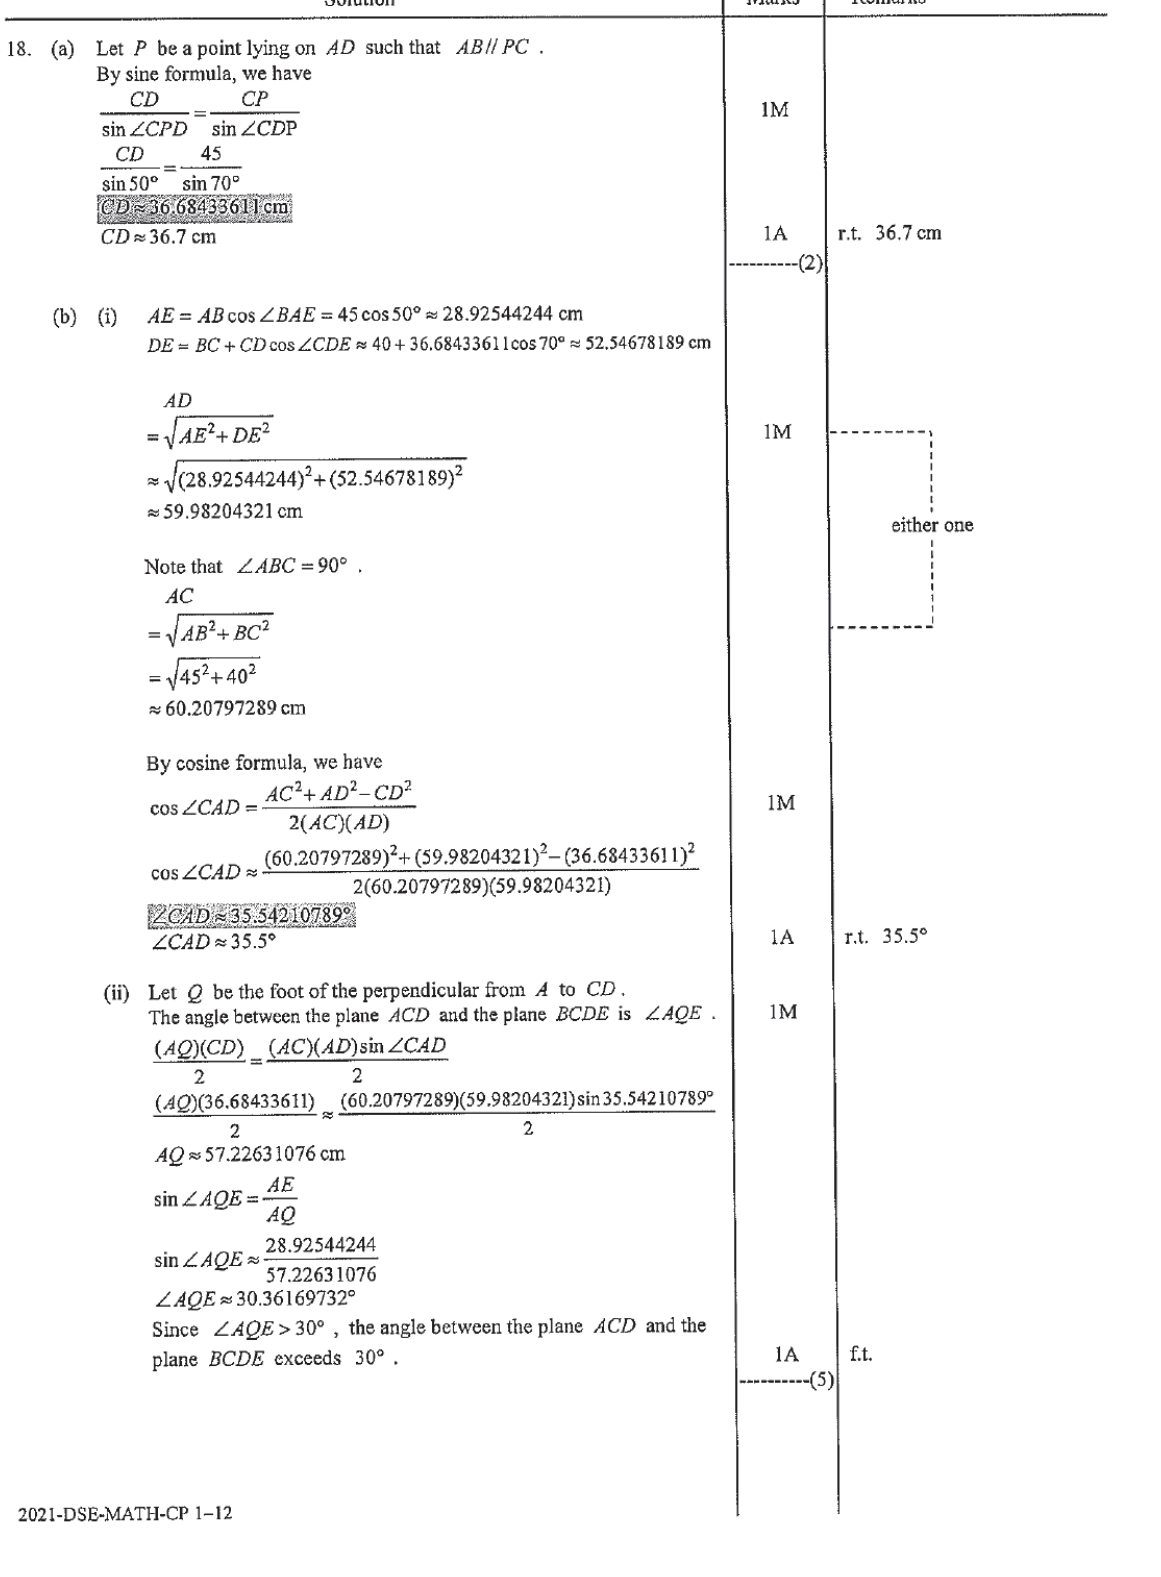 Solution Marks Remarks
18. (a) Let P be a point lying on AD such that AB // PC .
By sine formula, we have
CD / sin ∠CPD = CP / sin ∠CDP 1M
CD / sin 50° = 45 / sin 70°
CD ≈ 36.68433611 cm
CD ≈ 36.7 cm 1A r.t. 36.7 cm
----------(2)
(b) (i) AE = AB cos ∠BAE = 45 cos 50° ≈ 28.92544244 cm
DE = BC + CD cos ∠CDE ≈ 40 + 36.68433611cos 70° ≈ 52.54678189 cm
AD
= √(AE² + DE²) 1M
≈ √((28.92544244)² + (52.54678189)²)
≈ 59.98204321 cm
either one
Note that ∠ABC = 90° .
AC
= √(AB² + BC²)
= √(45² + 40²)
≈ 60.20797289 cm
By cosine formula, we have
cos ∠CAD = (AC² + AD² − CD²) / 2(AC)(AD) 1M
cos ∠CAD ≈ ((60.20797289)² + (59.98204321)² − (36.68433611)²) / 2(60.20797289)(59.98204321)
∠CAD ≈ 35.54210789°
∠CAD ≈ 35.5° 1A r.t. 35.5°
(ii) Let Q be the foot of the perpendicular from A to CD .
The angle between the plane ACD and the plane BCDE is ∠AQE . 1M
(AQ)(CD) / 2 = (AC)(AD)sin ∠CAD / 2
(AQ)(36.68433611) / 2 ≈ (60.20797289)(59.98204321)sin 35.54210789° / 2
AQ ≈ 57.22631076 cm
sin ∠AQE = AE / AQ
sin ∠AQE ≈ 28.92544244 / 57.22631076
∠AQE ≈ 30.36169732°
Since ∠AQE > 30° , the angle between the plane ACD and the
plane BCDE exceeds 30° . 1A f.t.
----------(5)
2021-DSE-MATH-CP 1−12